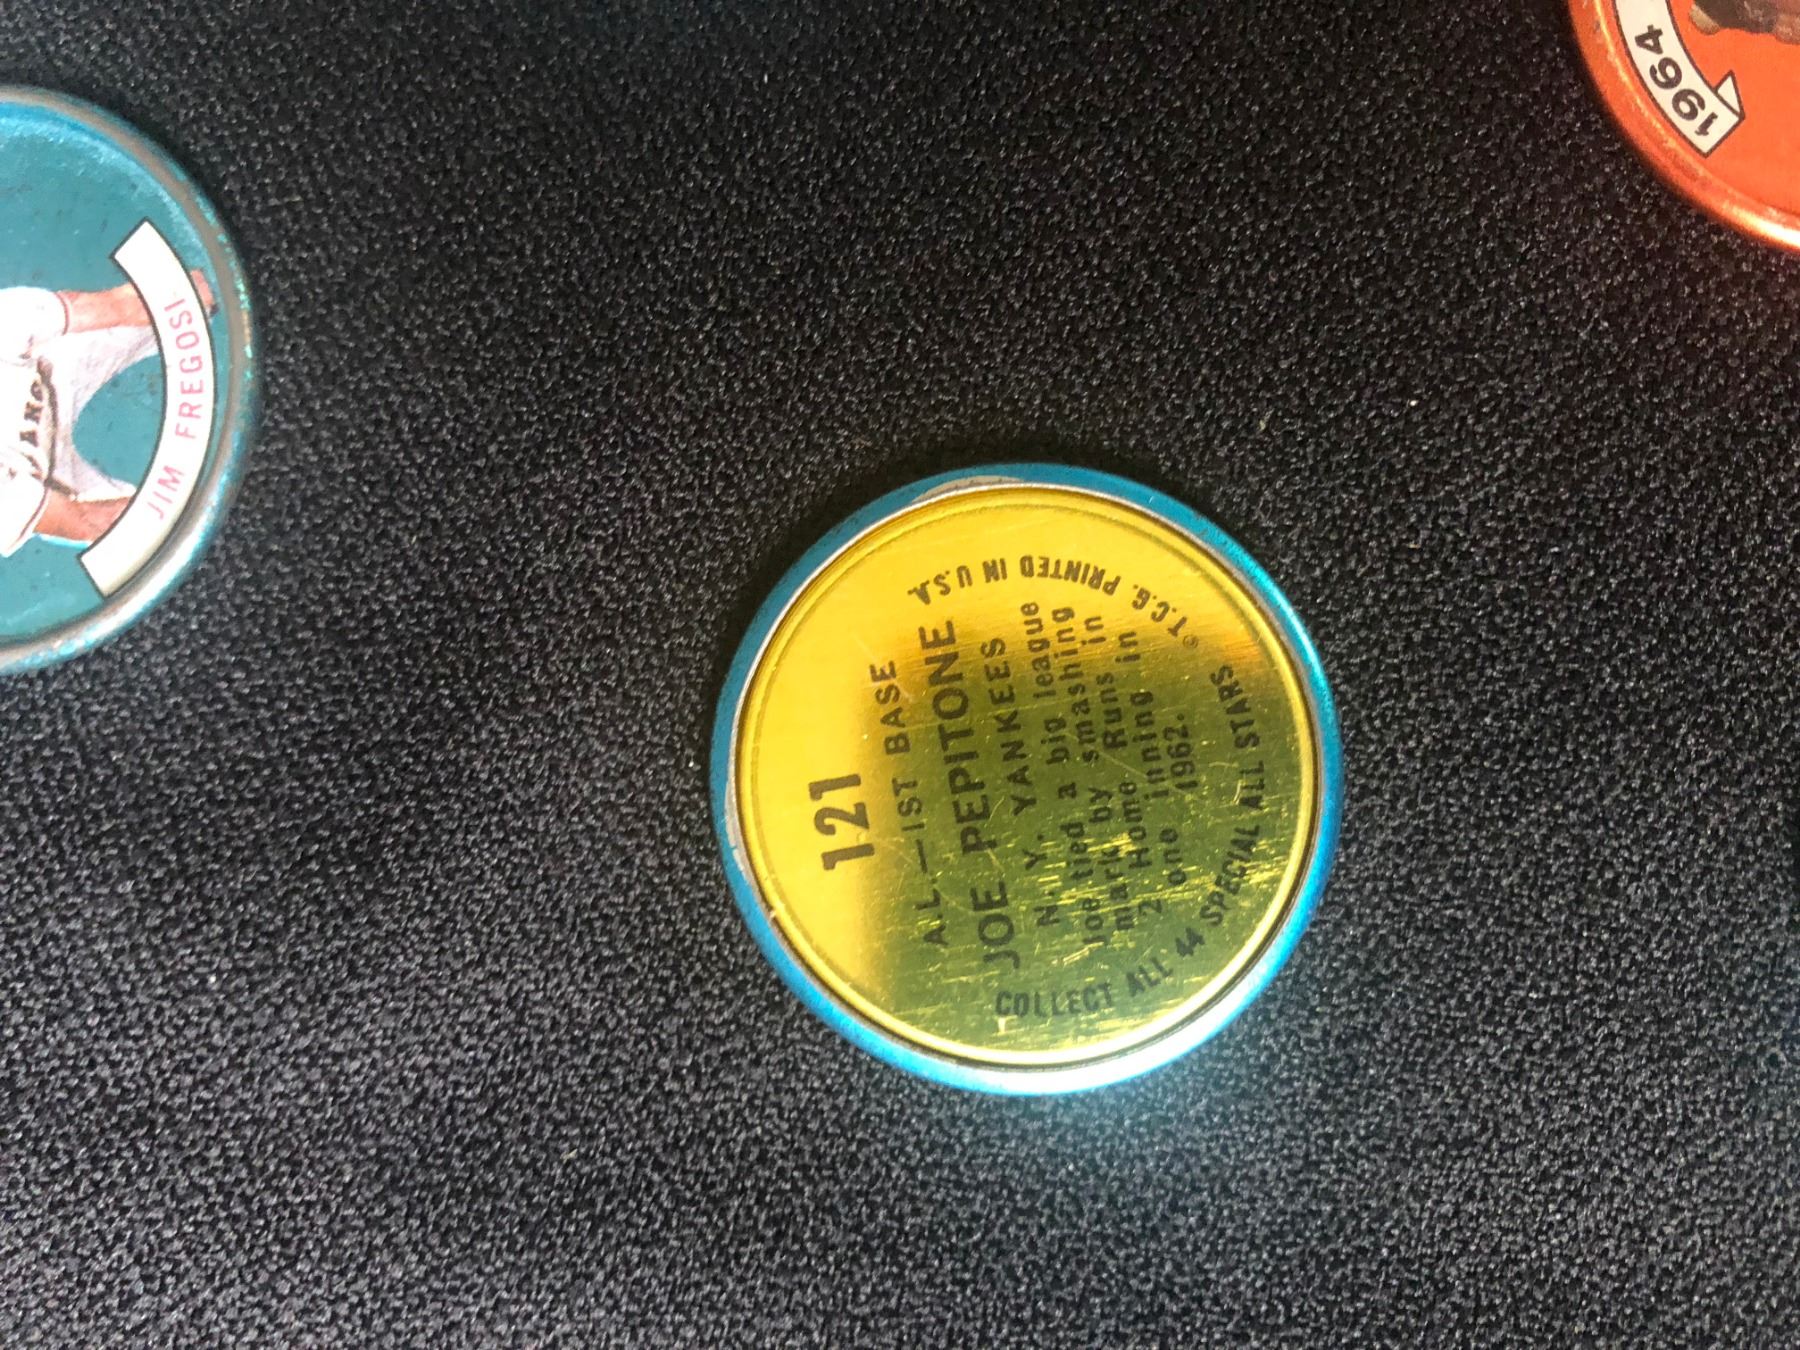 121
A.L.—1ST BASE
JOE PEPITONE
N. Y. YANKEES
Joe tied a big league
mark by smashing
2 Home Runs in
one inning in
1962.
COLLECT ALL 44 SPECIAL ALL STARS
© T.C.G. PRINTED IN U.S.A
JIM FREGOSI
1964